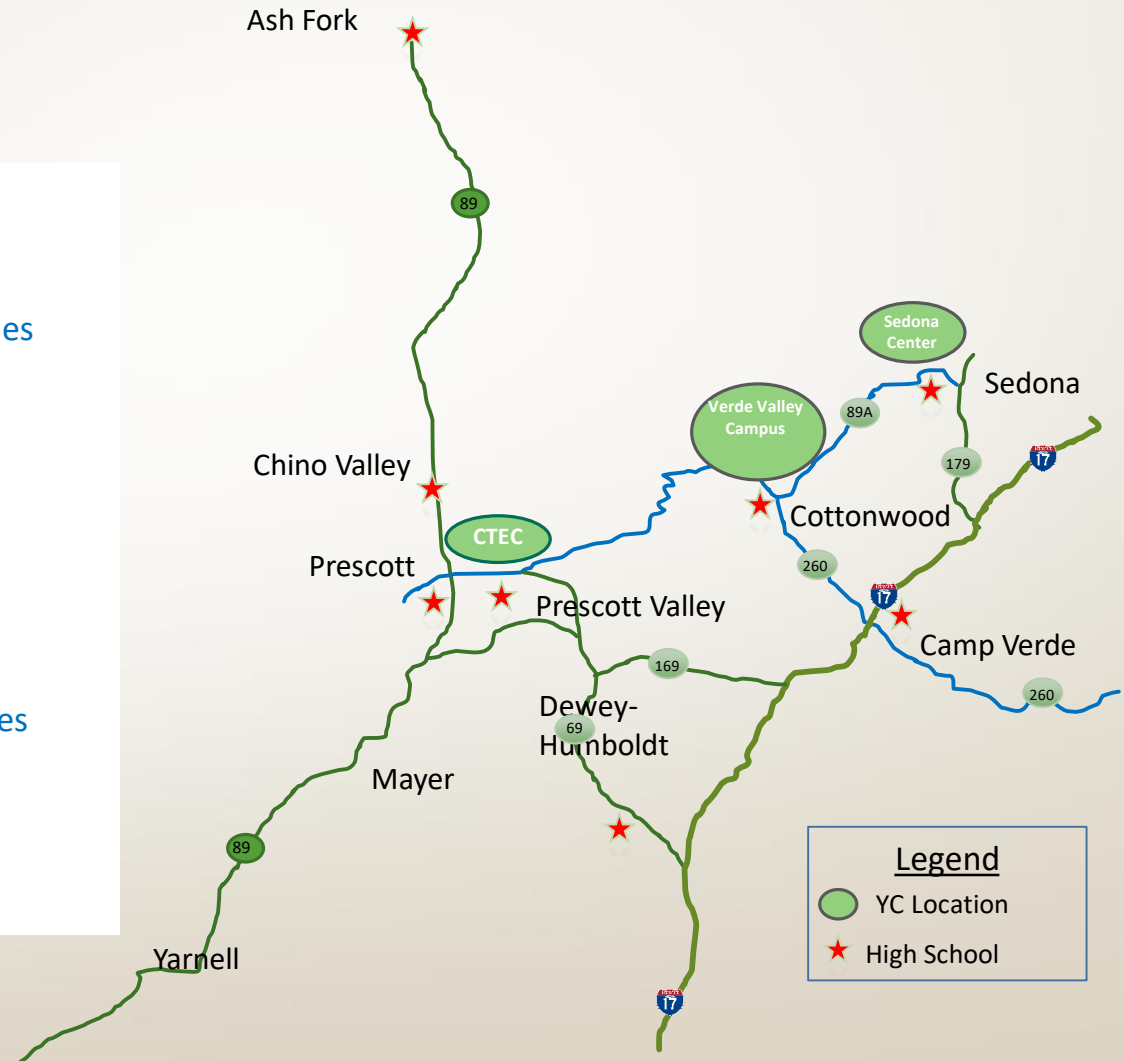 Ash Fork
89
es
Sedona
Center
Sedona
89A
Verde Valley
Campus
17
179
Chino Valley
Cottonwood
CTEC
260
Prescott
17
Prescott Valley
Camp Verde
169
260
Dewey-
69
Humboldt
es
Mayer
89
Legend
YC Location
High School
Yarnell
17